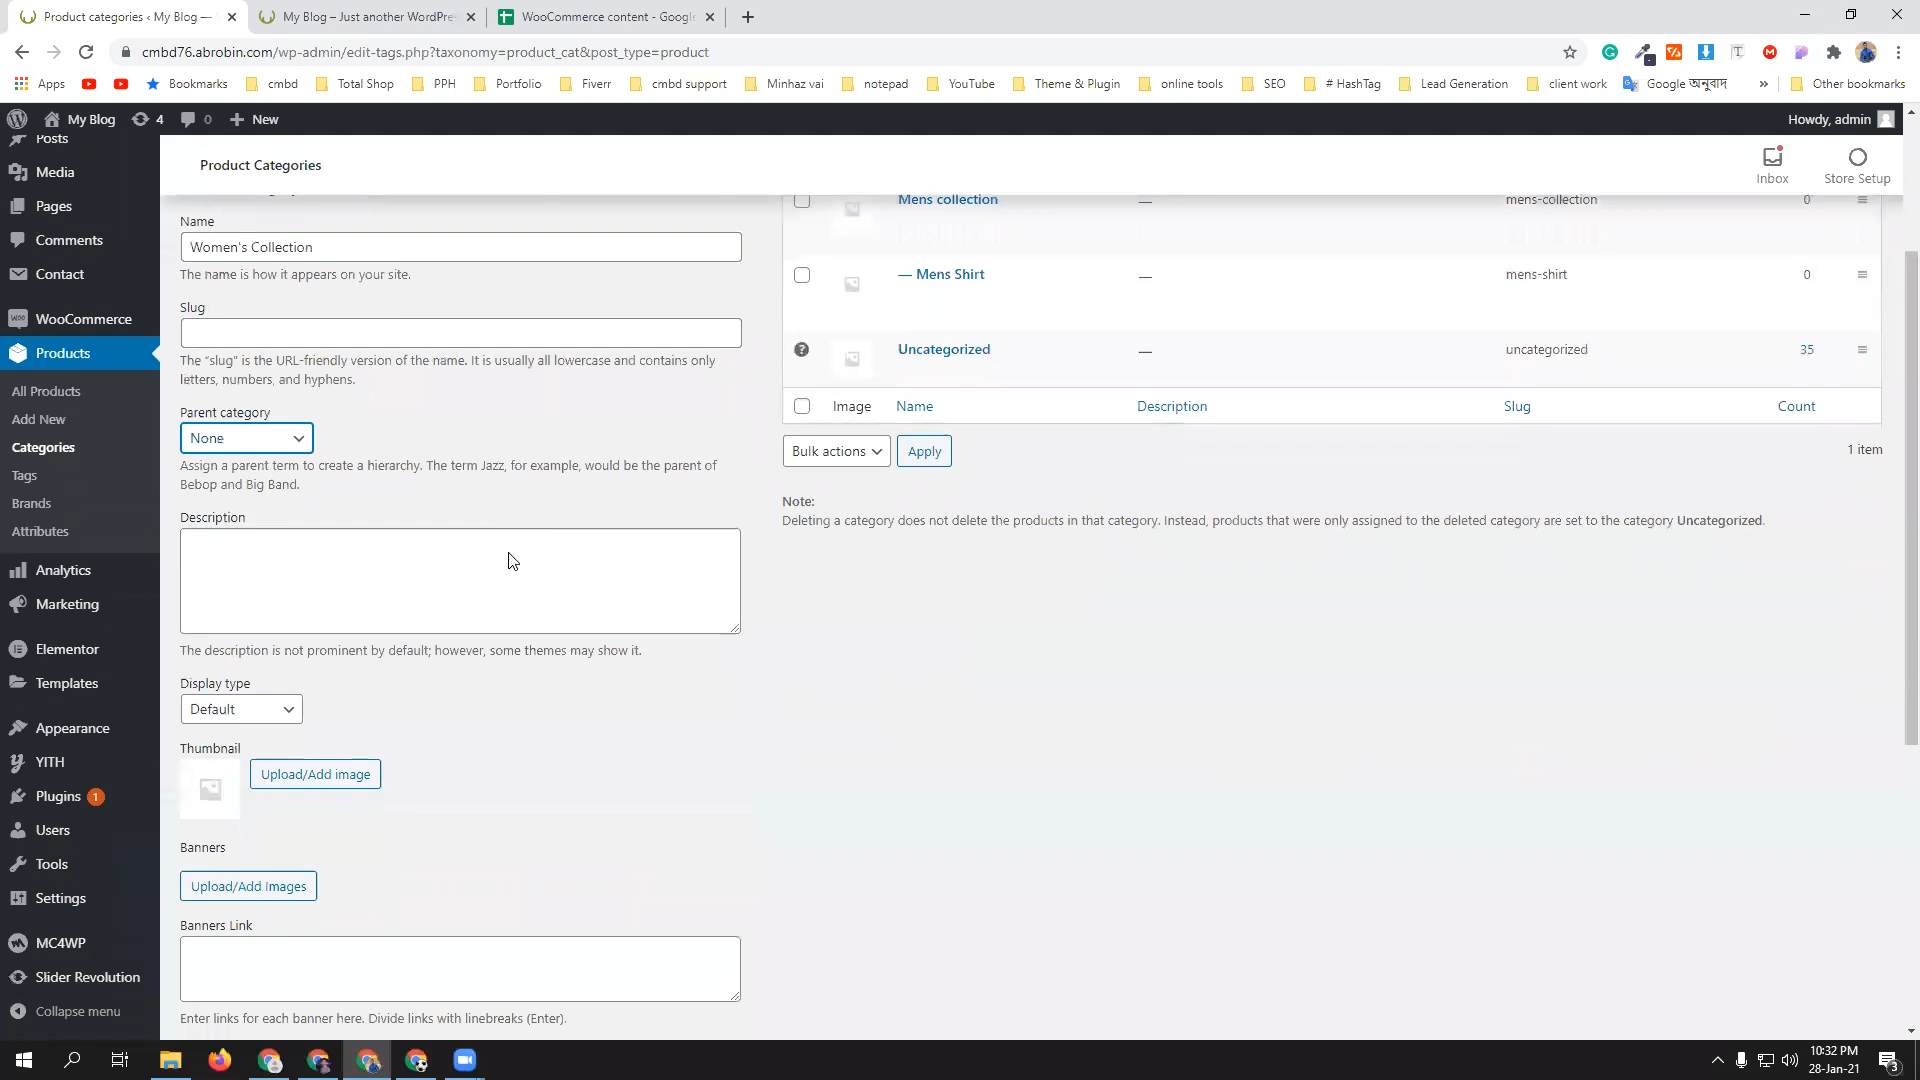 Product categories ‹ My Blog —
My Blog – Just another WordPre
WooCommerce content - Googl
cmbd76.abrobin.com/wp-admin/edit-tags.php?taxonomy=product_cat&post_type=product
Apps
Bookmarks
cmbd
Total Shop
PPH
Portfolio
Fiverr
cmbd support
Minhaz vai
notepad
YouTube
Theme & Plugin
online tools
SEO
# HashTag
Lead Generation
client work
Google অনুবাদ
»
Other bookmarks
My Blog
4
0
New
Howdy, admin
Posts
Media
Pages
Comments
Contact
WooCommerce
Products
All Products
Add New
Categories
Tags
Brands
Attributes
Analytics
Marketing
Elementor
Templates
Appearance
YITH
Plugins 1
Users
Tools
Settings
MC4WP
Slider Revolution
Collapse menu
Product Categories
Inbox
Store Setup
Name
Women's Collection
The name is how it appears on your site.
Slug
The “slug” is the URL-friendly version of the name. It is usually all lowercase and contains only
letters, numbers, and hyphens.
Parent category
None
Assign a parent term to create a hierarchy. The term Jazz, for example, would be the parent of
Bebop and Big Band.
Description
The description is not prominent by default; however, some themes may show it.
Display type
Default
Thumbnail
Upload/Add image
Banners
Upload/Add Images
Banners Link
Enter links for each banner here. Divide links with linebreaks (Enter).
Mens collection — mens-collection 0
— Mens Shirt — mens-shirt 0
Uncategorized — uncategorized 35
Image Name Description Slug Count
Bulk actions
Apply
1 item
Note:
Deleting a category does not delete the products in that category. Instead, products that were only assigned to the deleted category are set to the category Uncategorized.
10:32 PM
28-Jan-21
3